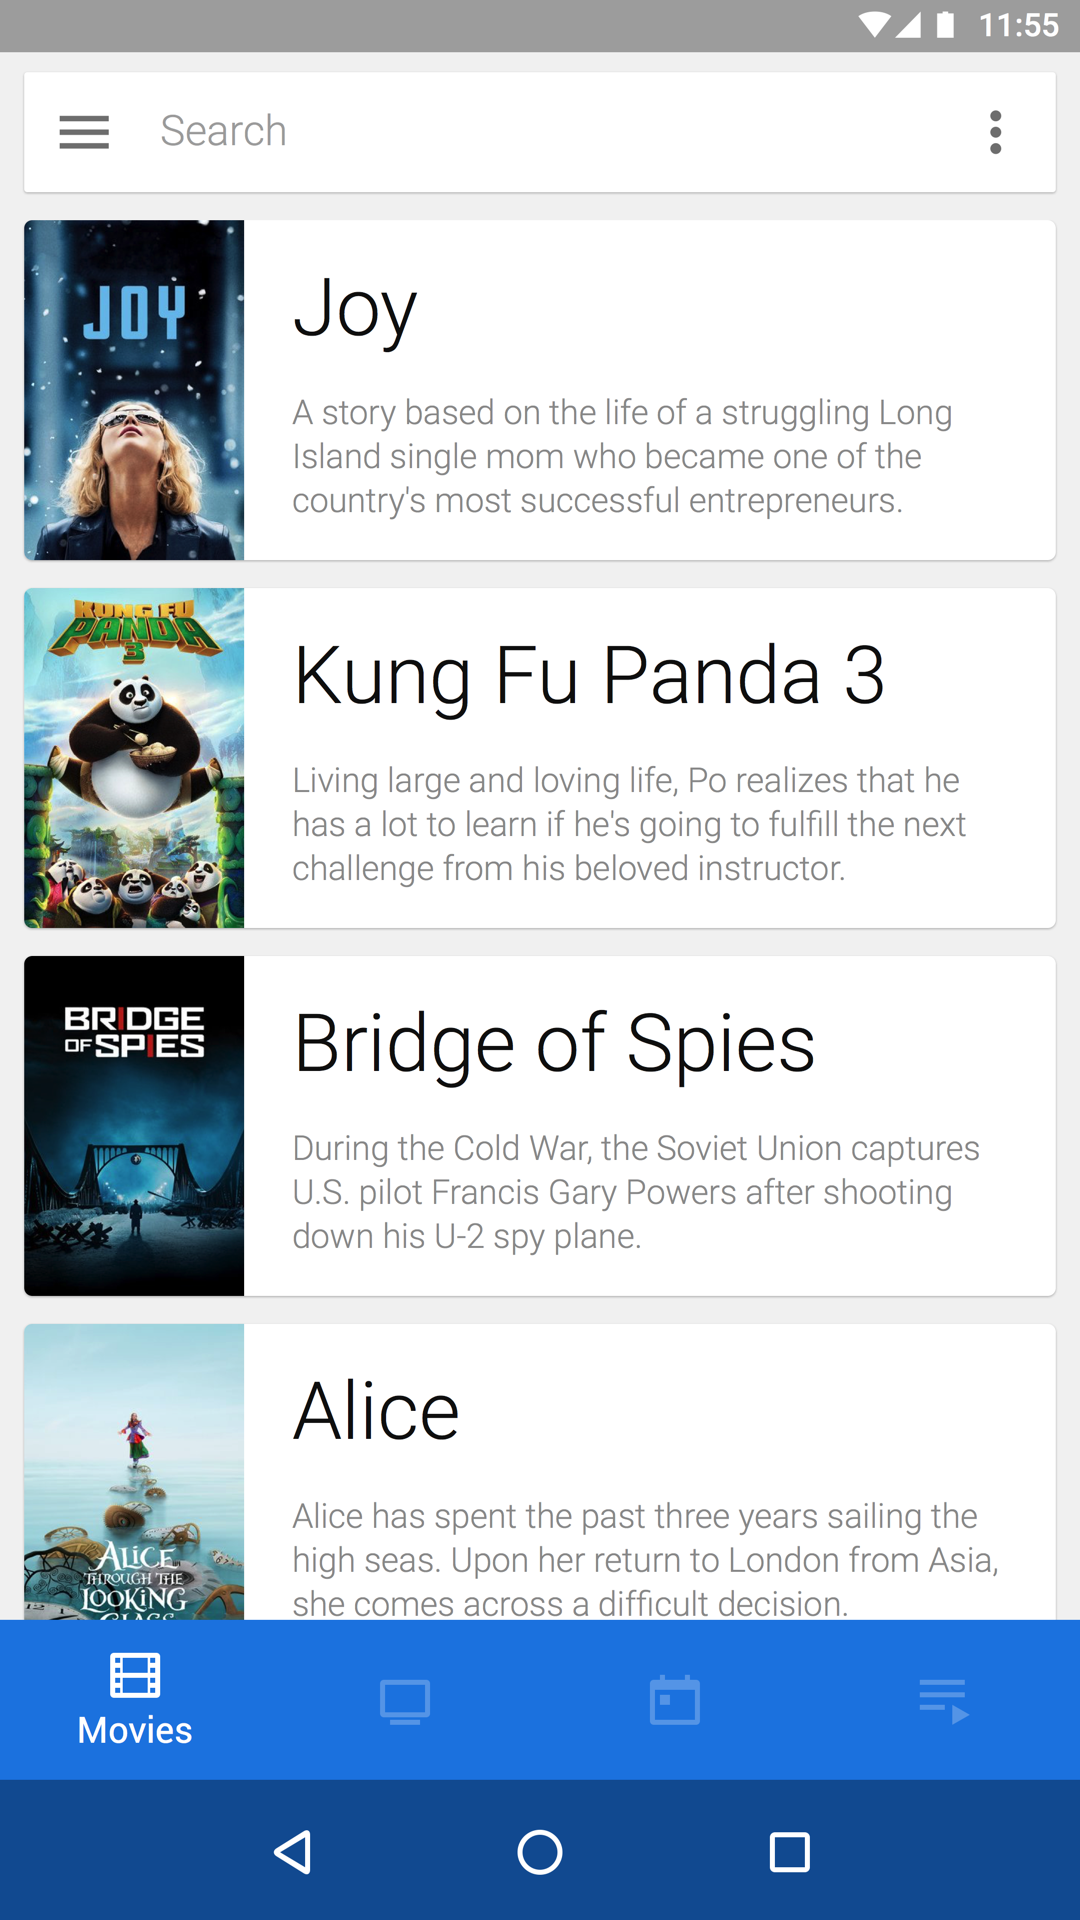 11:55
Search
JOY
Joy
A story based on the life of a struggling Long
Island single mom who became one of the
country's most successful entrepreneurs.
KUNG FU
PANDA
3
Kung Fu Panda 3
Living large and loving life, Po realizes that he
has a lot to learn if he's going to fulfill the next
challenge from his beloved instructor.
BRIDGE
OF SPIES
Bridge of Spies
During the Cold War, the Soviet Union captures
U.S. pilot Francis Gary Powers after shooting
down his U-2 spy plane.
ALICE
THROUGH THE
LOOKING
GLASS
Alice
Alice has spent the past three years sailing the
high seas. Upon her return to London from Asia,
she comes across a difficult decision.
Movies